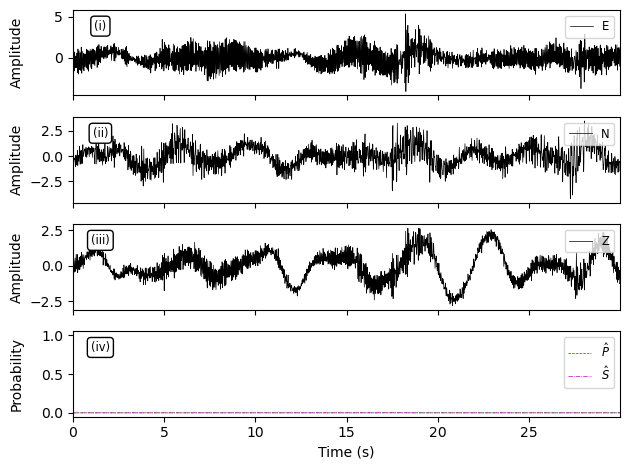 (i)
E
5
0
Amplitude
(ii)
N
2.5
0.0
−2.5
Amplitude
(iii)
Z
2.5
0.0
−2.5
Amplitude
(iv)
P̂
Ŝ
1.0
0.5
0.0
Probability
0 5 10 15 20 25
Time (s)